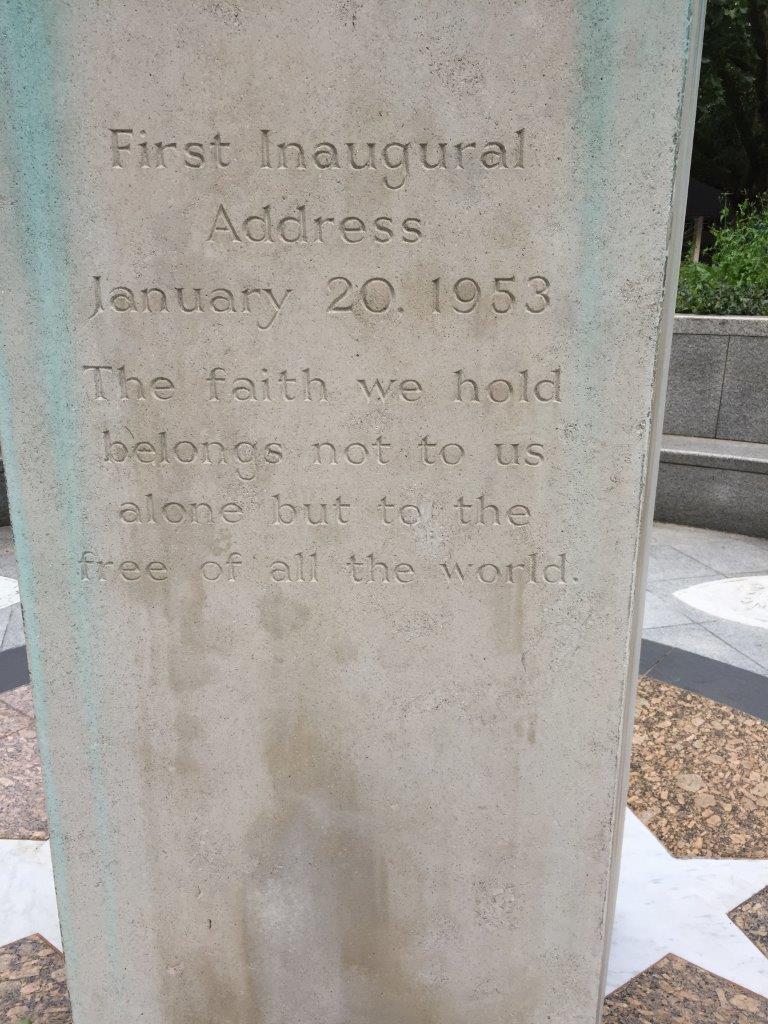 First Inaugural
Address
January 20. 1953
The faith we hold
belongs not to us
alone but to the
free of all the world.